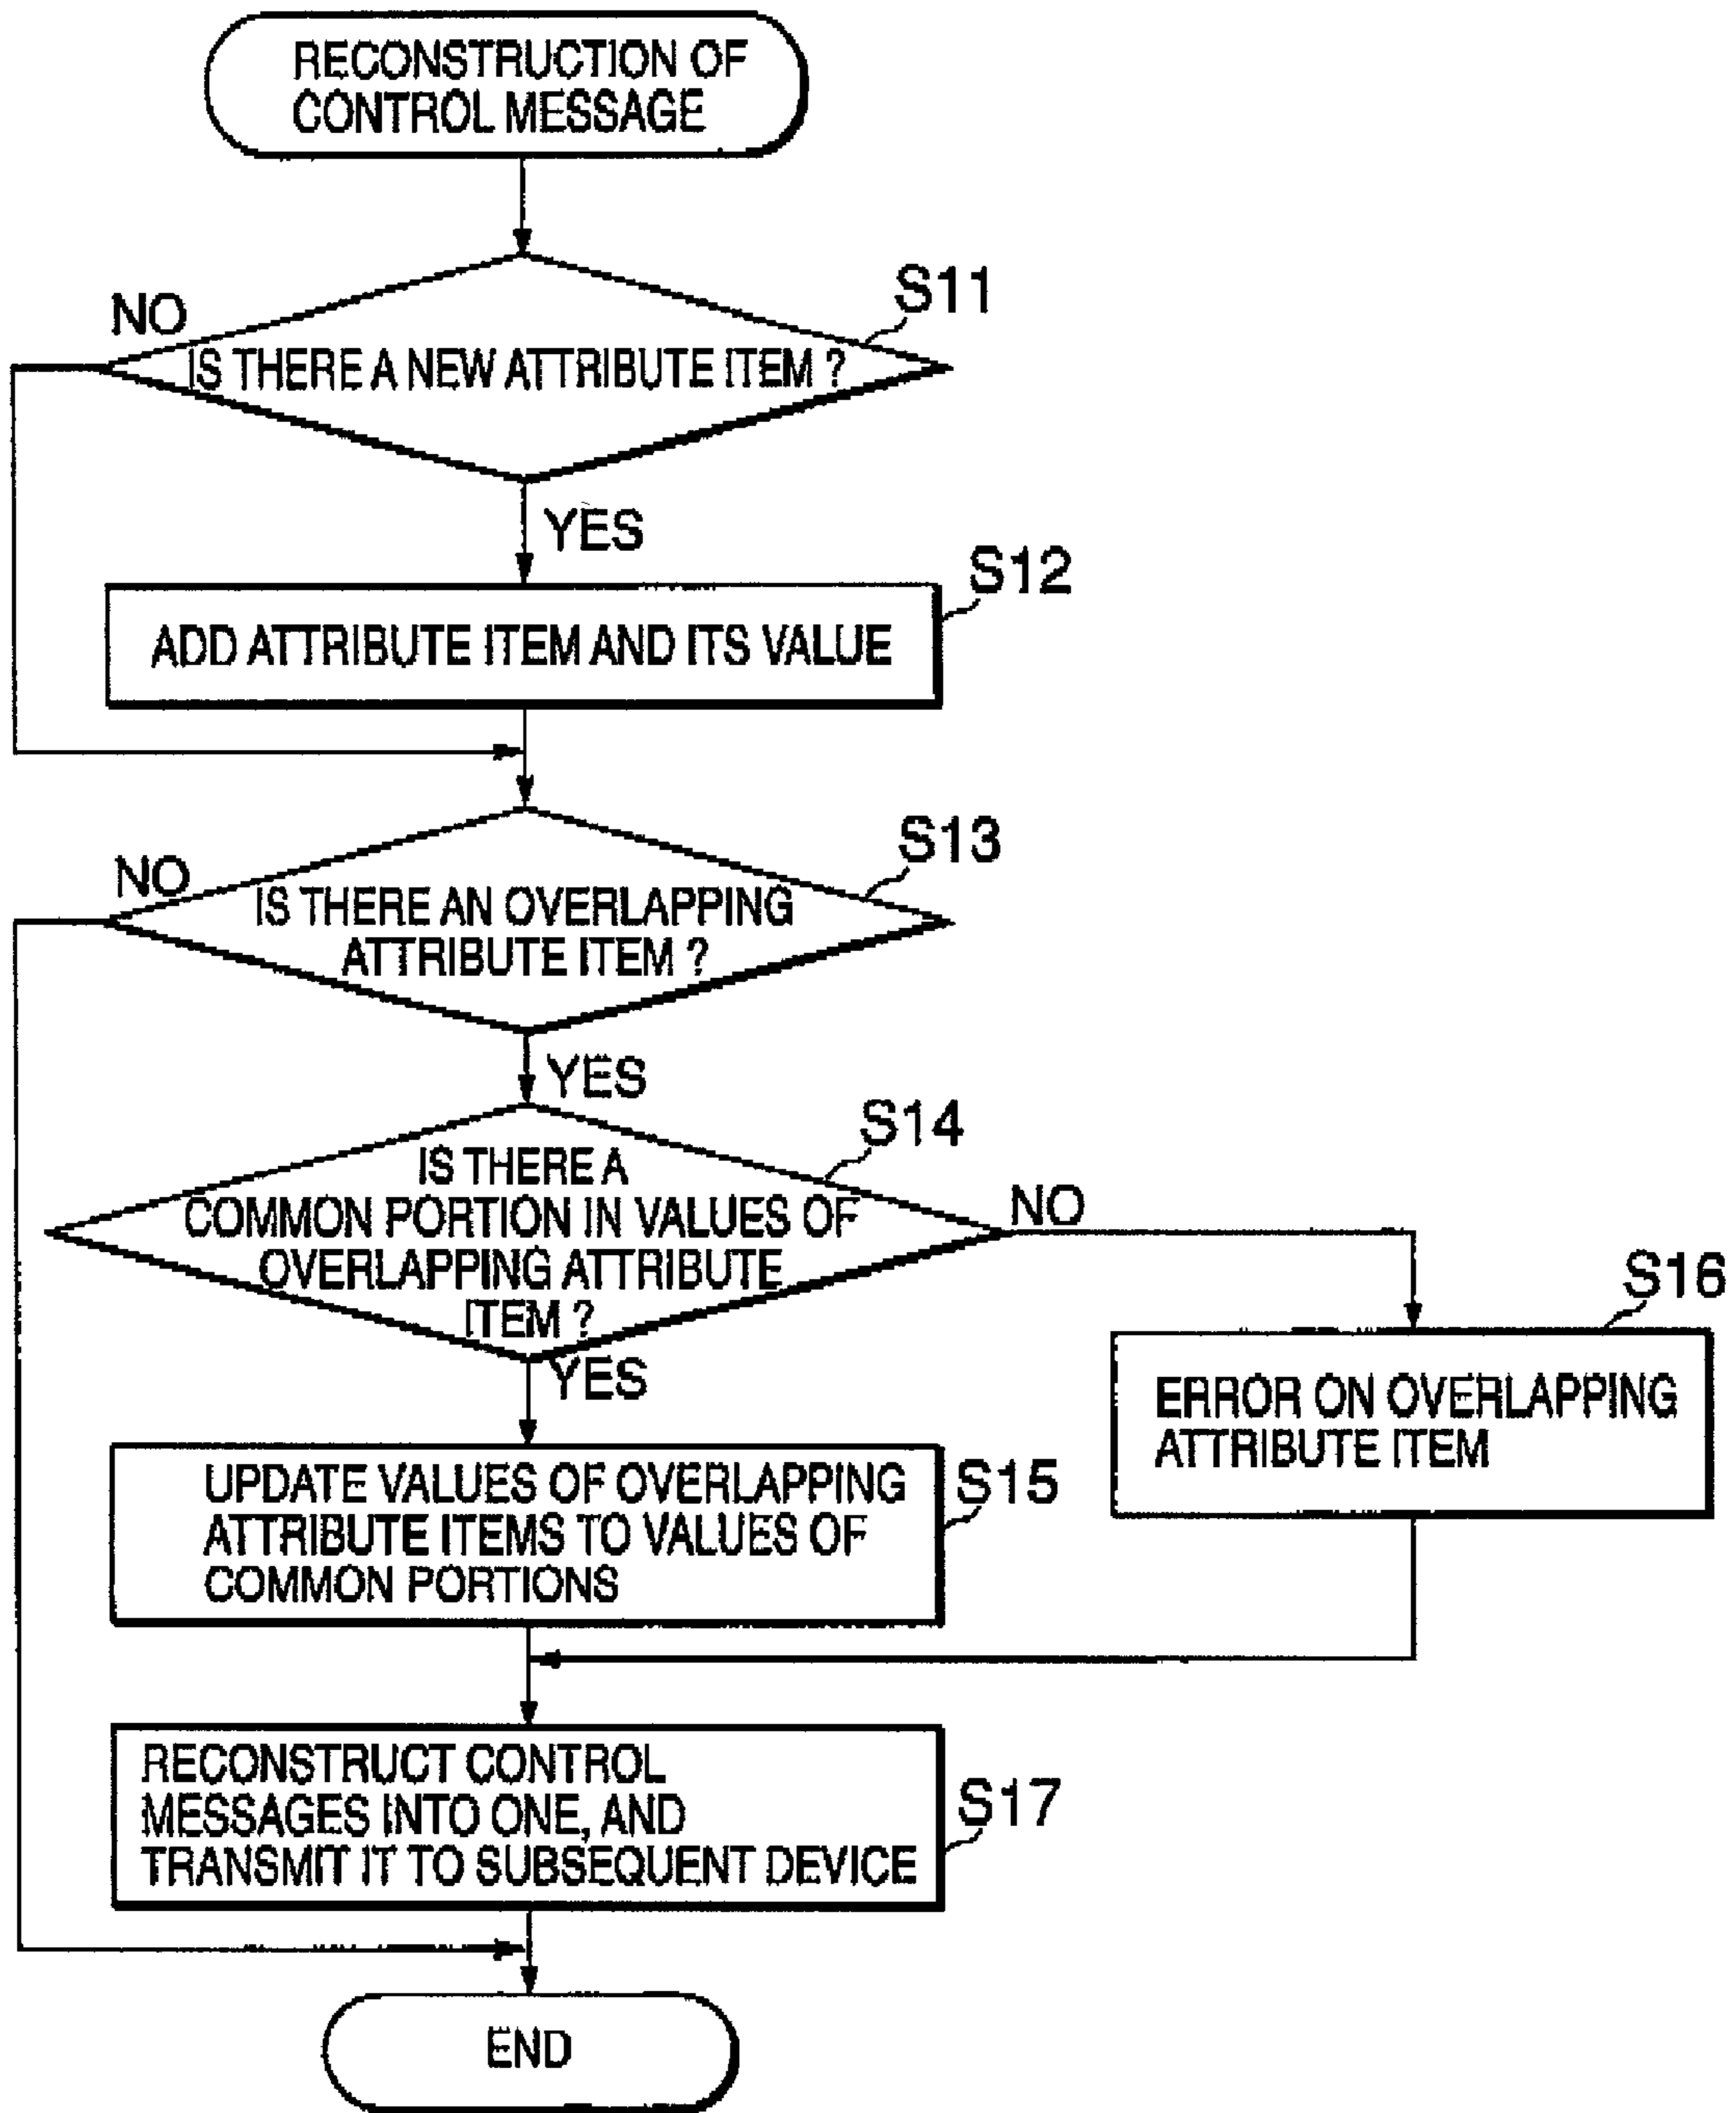 RECONSTRUCTION OF
CONTROL MESSAGE
S11
NO
IS THERE A NEW ATTRIBUTE ITEM ?
YES
S12
ADD ATTRIBUTE ITEM AND ITS VALUE
S13
NO
IS THERE AN OVERLAPPING
ATTRIBUTE ITEM ?
YES
S14
IS THERE A
COMMON PORTION IN VALUES OF
OVERLAPPING ATTRIBUTE
ITEM ?
NO
YES
S16
ERROR ON OVERLAPPING
ATTRIBUTE ITEM
S15
UPDATE VALUES OF OVERLAPPING
ATTRIBUTE ITEMS TO VALUES OF
COMMON PORTIONS
RECONSTRUCT CONTROL
MESSAGES INTO ONE, AND
TRANSMIT IT TO SUBSEQUENT DEVICE
S17
END